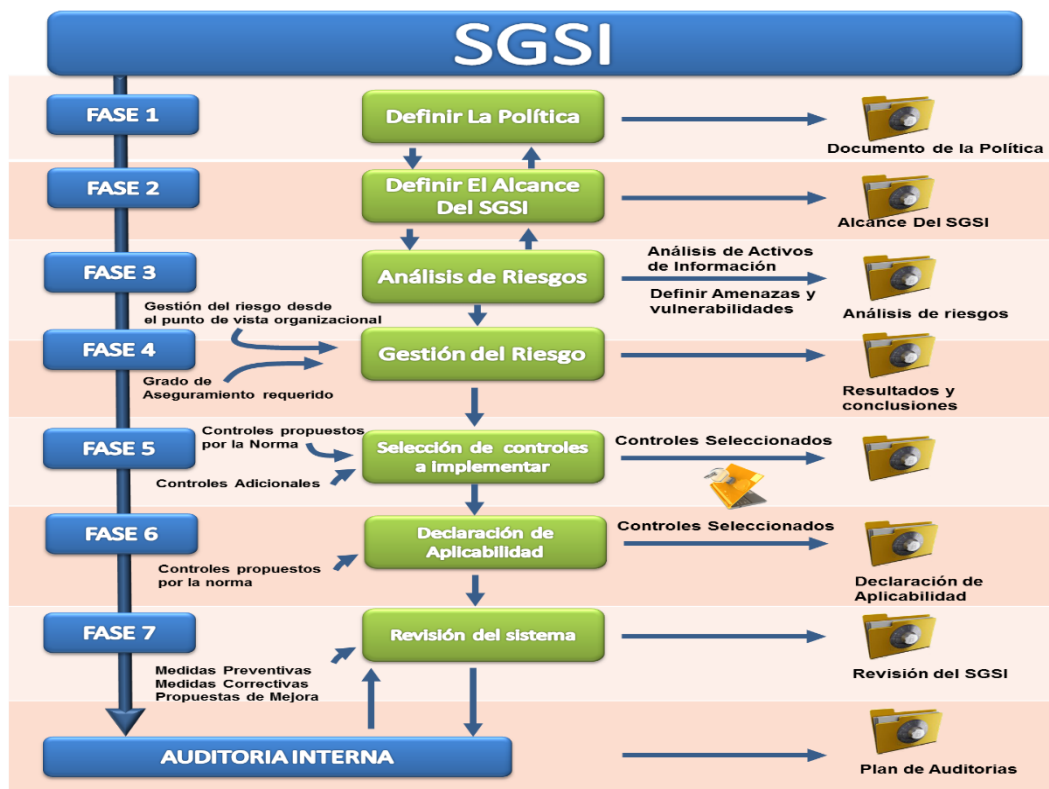 SGSI
FASE 1
Definir La Política
Documento de la Política
FASE 2
Definir El Alcance
Del SGSI
Alcance Del SGSI
FASE 3
Análisis de Riesgos
Análisis de Activos
de Información
Definir Amenazas y
vulnerabilidades
Análisis de riesgos
Gestión del riesgo desde
el punto de vista organizacional
FASE 4
Gestión del Riesgo
Grado de
Aseguramiento requerido
Resultados y
conclusiones
FASE 5
Controles propuestos
por la Norma
Controles Adicionales
Selección de controles
a implementar
Controles Seleccionados
FASE 6
Controles propuestos
por la norma
Declaración de
Aplicabilidad
Controles Seleccionados
Declaración de
Aplicabilidad
FASE 7
Revisión del sistema
Medidas Preventivas
Medidas Correctivas
Propuestas de Mejora
Revisión del SGSI
AUDITORIA INTERNA
Plan de Auditorias